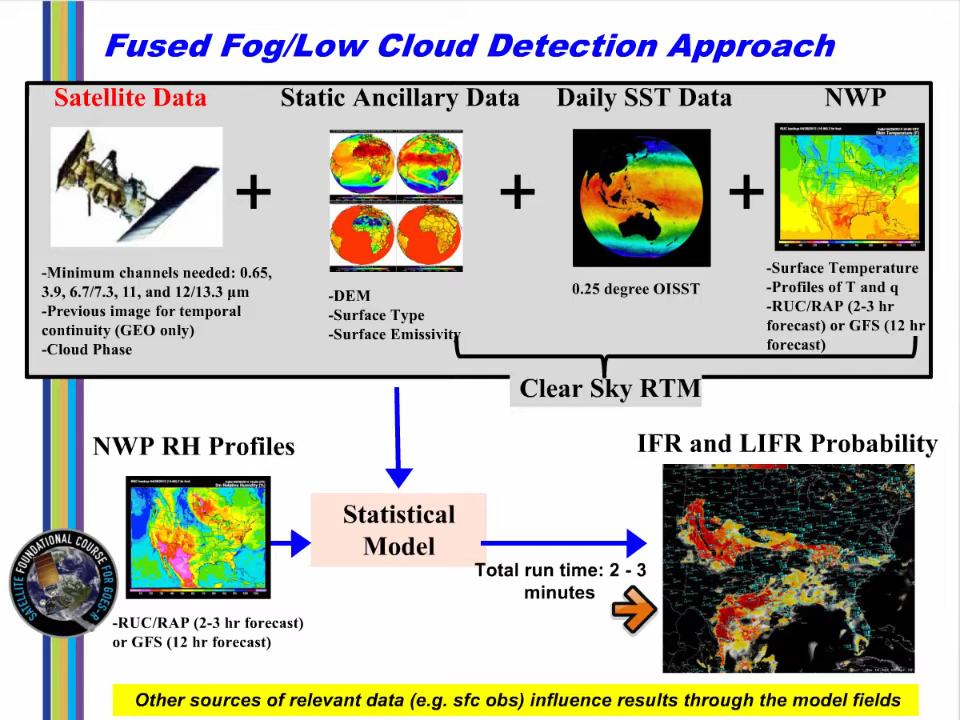 Fused Fog/Low Cloud Detection Approach
Satellite Data
Static Ancillary Data
Daily SST Data
NWP
+
+
+
-Minimum channels needed: 0.65,
3.9, 6.7/7.3, 11, and 12/13.3 µm
-Previous image for temporal
continuity (GEO only)
-Cloud Phase
-DEM
-Surface Type
-Surface Emissivity
0.25 degree OISST
-Surface Temperature
-Profiles of T and q
-RUC/RAP (2-3 hr
forecast) or GFS (12 hr
forecast)
Clear Sky RTM
NWP RH Profiles
IFR and LIFR Probability
Statistical
Model
Total run time: 2 - 3
minutes
SATELLITE FOUNDATIONAL COURSE FOR GOES-R
-RUC/RAP (2-3 hr forecast)
or GFS (12 hr forecast)
Other sources of relevant data (e.g. sfc obs) influence results through the model fields